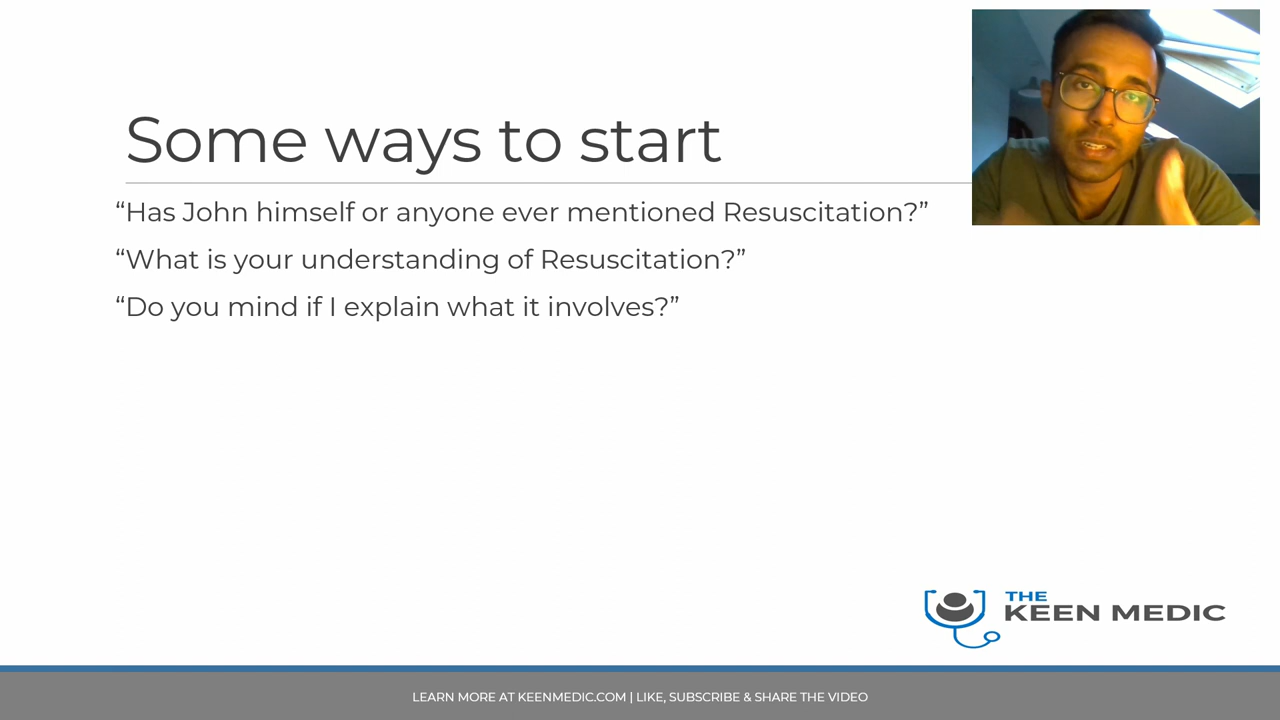 Some ways to start
“Has John himself or anyone ever mentioned Resuscitation?”
“What is your understanding of Resuscitation?”
“Do you mind if I explain what it involves?”
THE
KEEN MEDIC
LEARN MORE AT KEENMEDIC.COM | LIKE, SUBSCRIBE & SHARE THE VIDEO